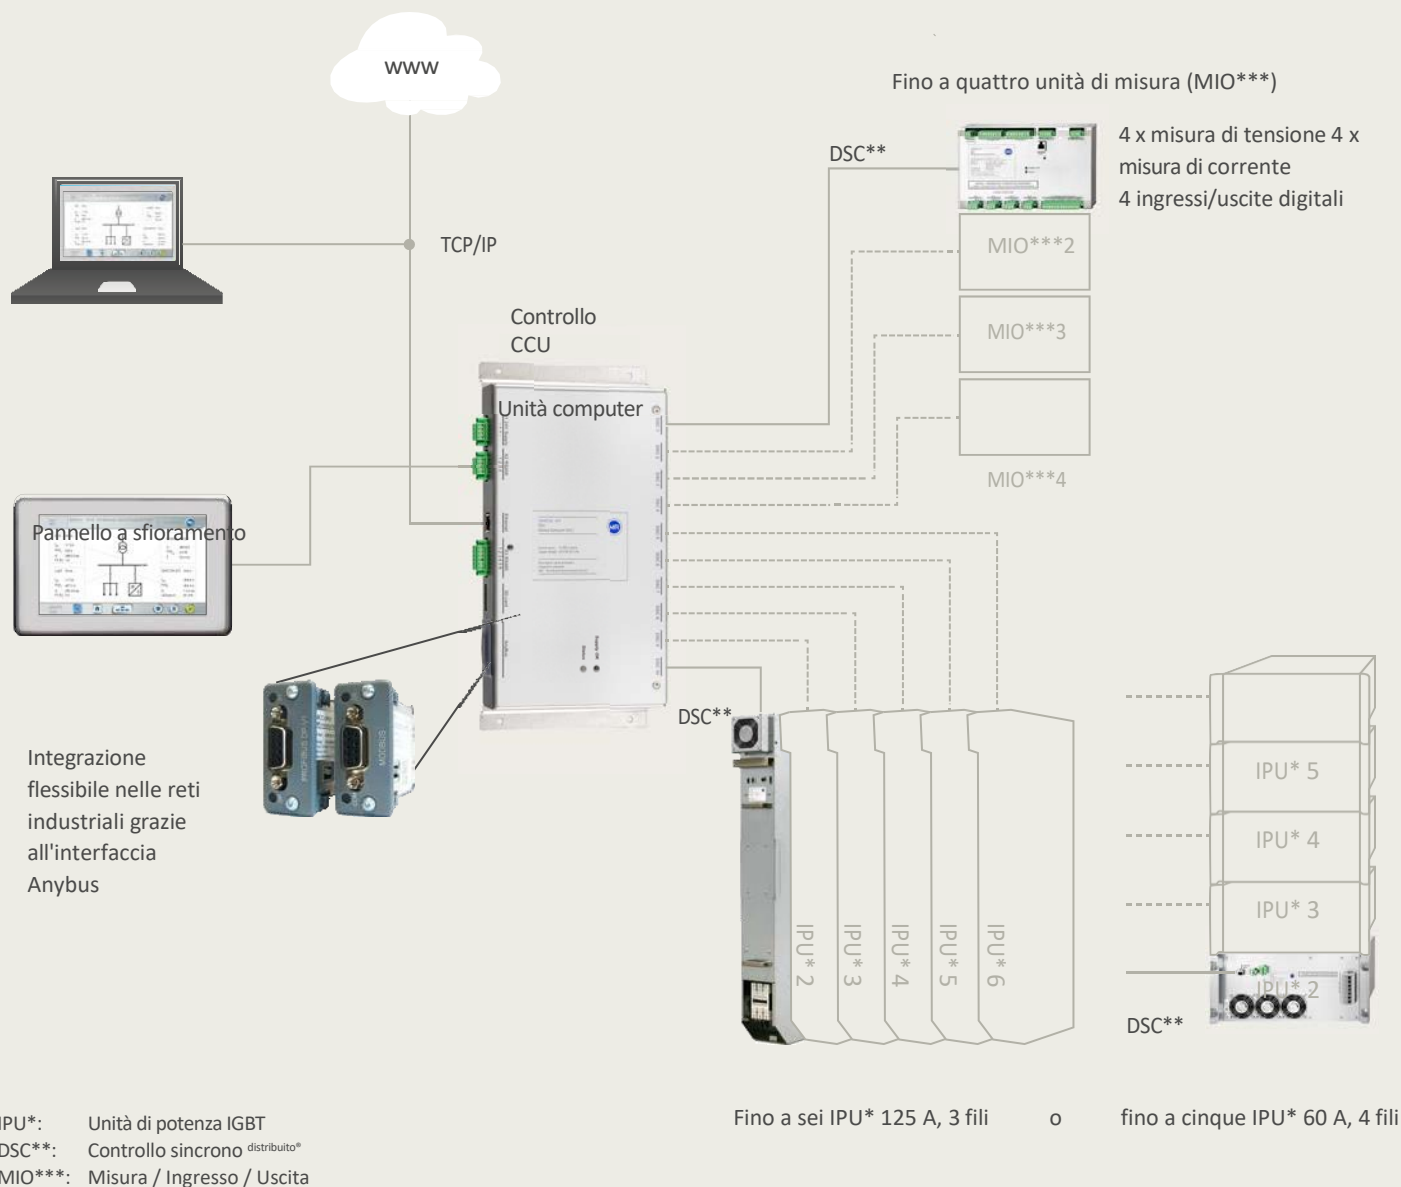 www
Fino a quattro unità di misura (MIO***)
DSC**
4 x misura di tensione 4 x
misura di corrente
4 ingressi/uscite digitali
MIO***2
TCP/IP
MIO***3
Controllo
CCU
Unità computer
MIO***4
Pannello a sfioramento
DSC**
PROFIBUS DP-V1
MODBUS
Integrazione
flessibile nelle reti
industriali grazie
all'interfaccia
Anybus
IPU* 5
IPU* 4
IPU* 3
IPU* 2
IPU* 2
IPU* 3
IPU* 4
IPU* 5
IPU* 6
DSC**
Fino a sei IPU* 125 A, 3 fili
o
fino a cinque IPU* 60 A, 4 fili
IPU*: Unità di potenza IGBT
DSC**: Controllo sincrono distribuito®
MIO***: Misura / Ingresso / Uscita